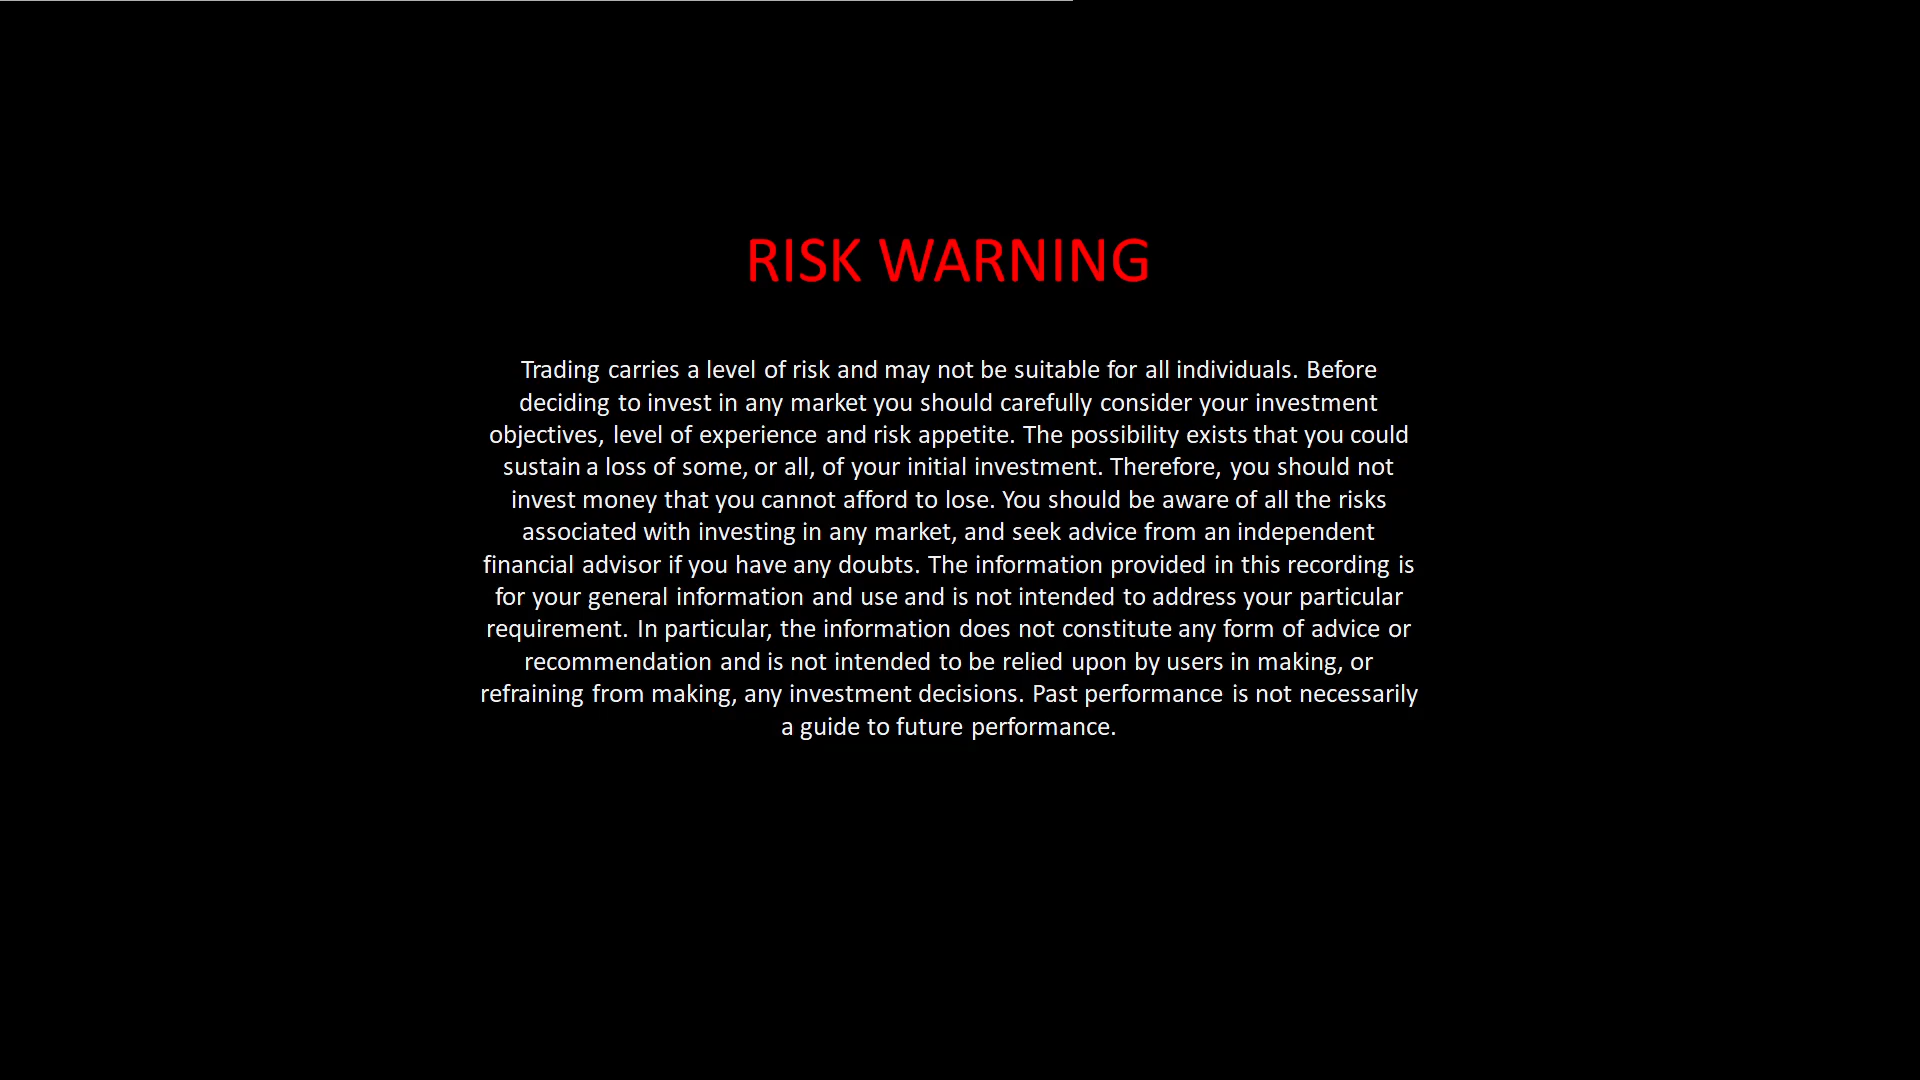 RISK WARNING
Trading carries a level of risk and may not be suitable for all individuals. Before
deciding to invest in any market you should carefully consider your investment
objectives, level of experience and risk appetite. The possibility exists that you could
sustain a loss of some, or all, of your initial investment. Therefore, you should not
invest money that you cannot afford to lose. You should be aware of all the risks
associated with investing in any market, and seek advice from an independent
financial advisor if you have any doubts. The information provided in this recording is
for your general information and use and is not intended to address your particular
requirement. In particular, the information does not constitute any form of advice or
recommendation and is not intended to be relied upon by users in making, or
refraining from making, any investment decisions. Past performance is not necessarily
a guide to future performance.